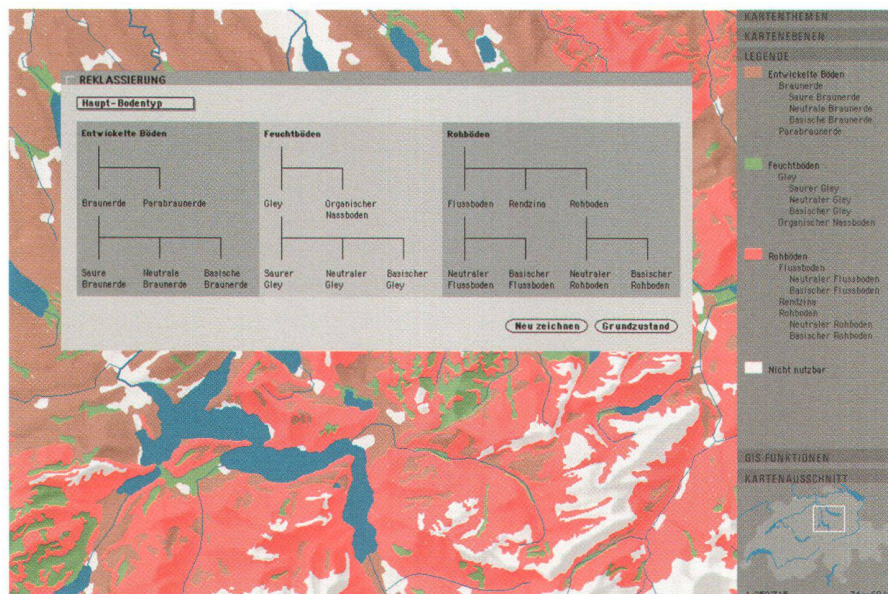 REKLASSIERUNG
Haupt-Bodentyp
Entwickelte Böden
Feuchtböden
Rohböden
Braunerde
Parabraunerde
Gley
Organischer
Nassboden
Flussboden
Rendzina
Rohboden
Saure
Braunerde
Neutrale
Braunerde
Basische
Braunerde
Saurer
Gley
Neutraler
Gley
Basischer
Gley
Neutraler
Flussboden
Basischer
Flussboden
Neutraler
Rohboden
Basischer
Rohboden
Neu zeichnen
Grundzustand
KARTENTHEMEN
KARTENEBENEN
LEGENDE
Entwickelte Böden
Braunerde
Saure Braunerde
Neutrale Braunerde
Basische Braunerde
Parabraunerde
Feuchtböden
Gley
Saurer Gley
Neutraler Gley
Basischer Gley
Organischer Nassboden
Rohböden
Flussboden
Neutraler Flussboden
Basischer Flussboden
Rendzina
Rohboden
Neutraler Rohboden
Basischer Rohboden
Nicht nutzbar
GIS FUNKTIONEN
KARTENAUSSCHNITT